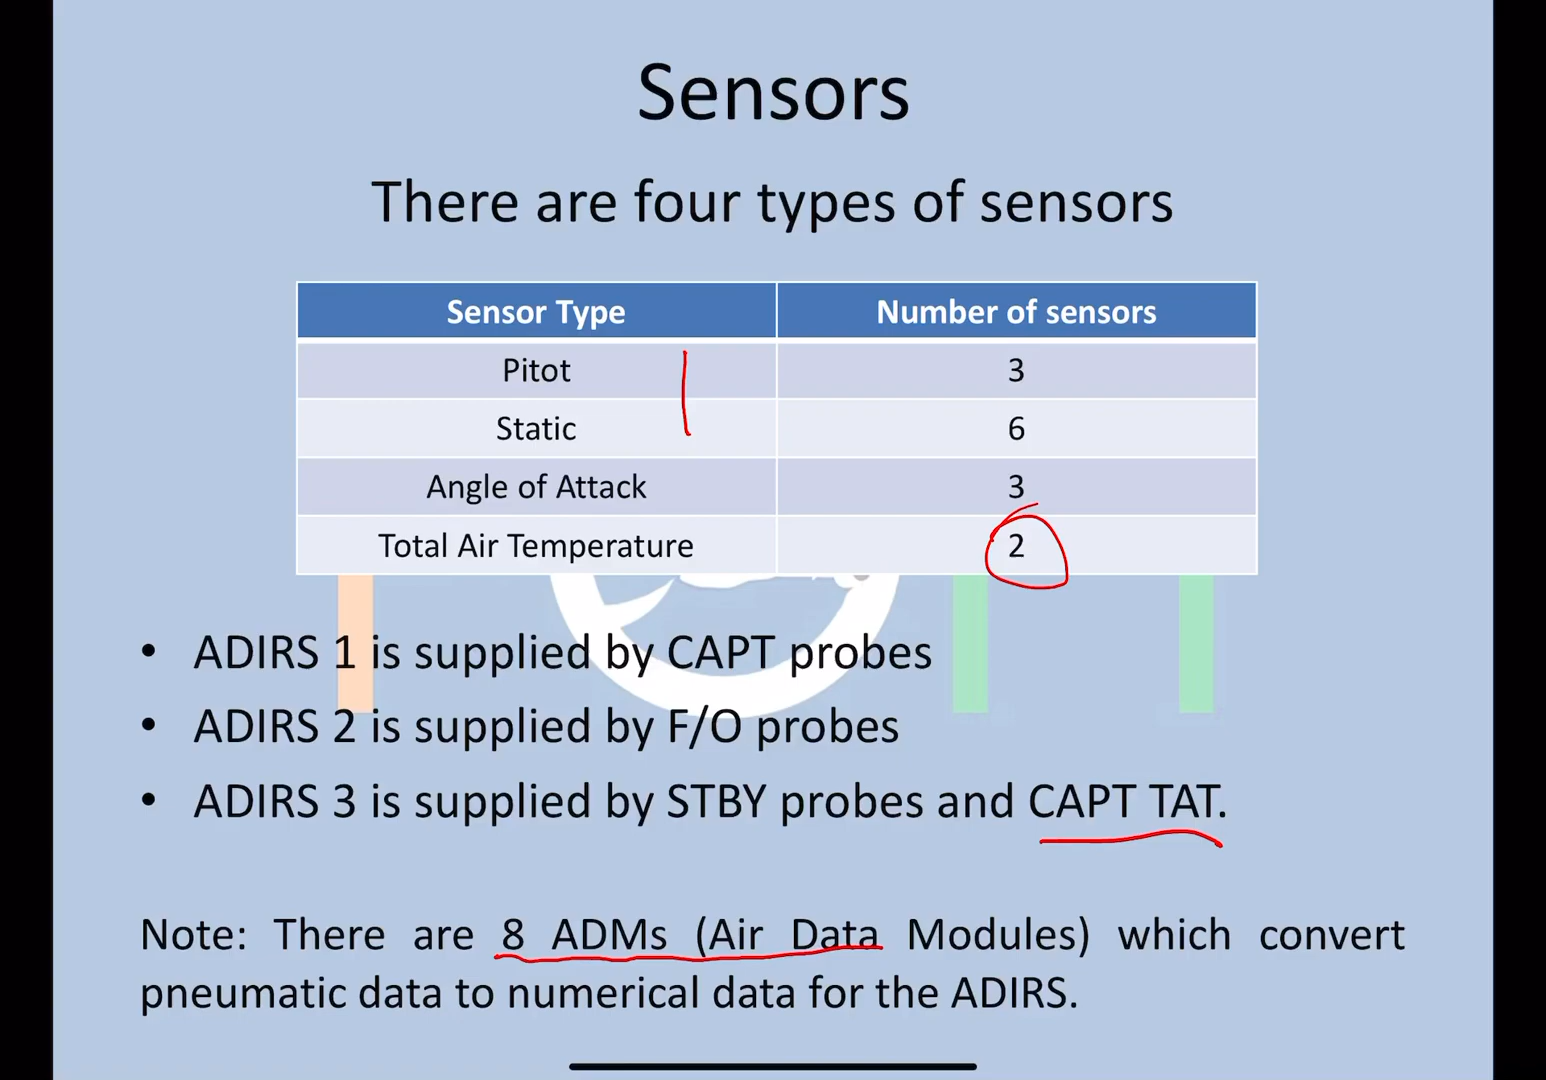 Sensors
There are four types of sensors
Sensor Type Number of sensors
Pitot 3
Static 6
Angle of Attack 3
Total Air Temperature 2
• ADIRS 1 is supplied by CAPT probes
• ADIRS 2 is supplied by F/O probes
• ADIRS 3 is supplied by STBY probes and CAPT TAT.
Note: There are 8 ADMs (Air Data Modules) which convert
pneumatic data to numerical data for the ADIRS.